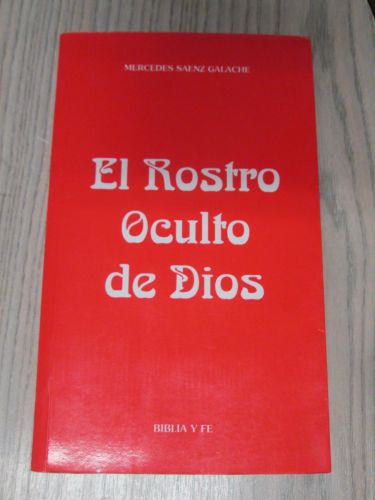 MERCEDES SAENZ GALACHE
El Rostro
Oculto
de Dios
BIBLIA Y FE